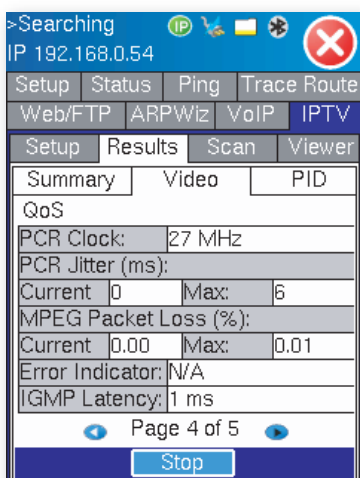 >Searching IP
IP 192.168.0.54
Setup Status Ping Trace Route
Web/FTP ARPWiz VoIP IPTV
Setup Results Scan Viewer
Summary Video PID
QoS
PCR Clock: 27 MHz
PCR Jitter (ms):
Current 0 Max: 6
MPEG Packet Loss (%):
Current 0.00 Max: 0.01
Error Indicator: N/A
IGMP Latency: 1 ms
Page 4 of 5
Stop